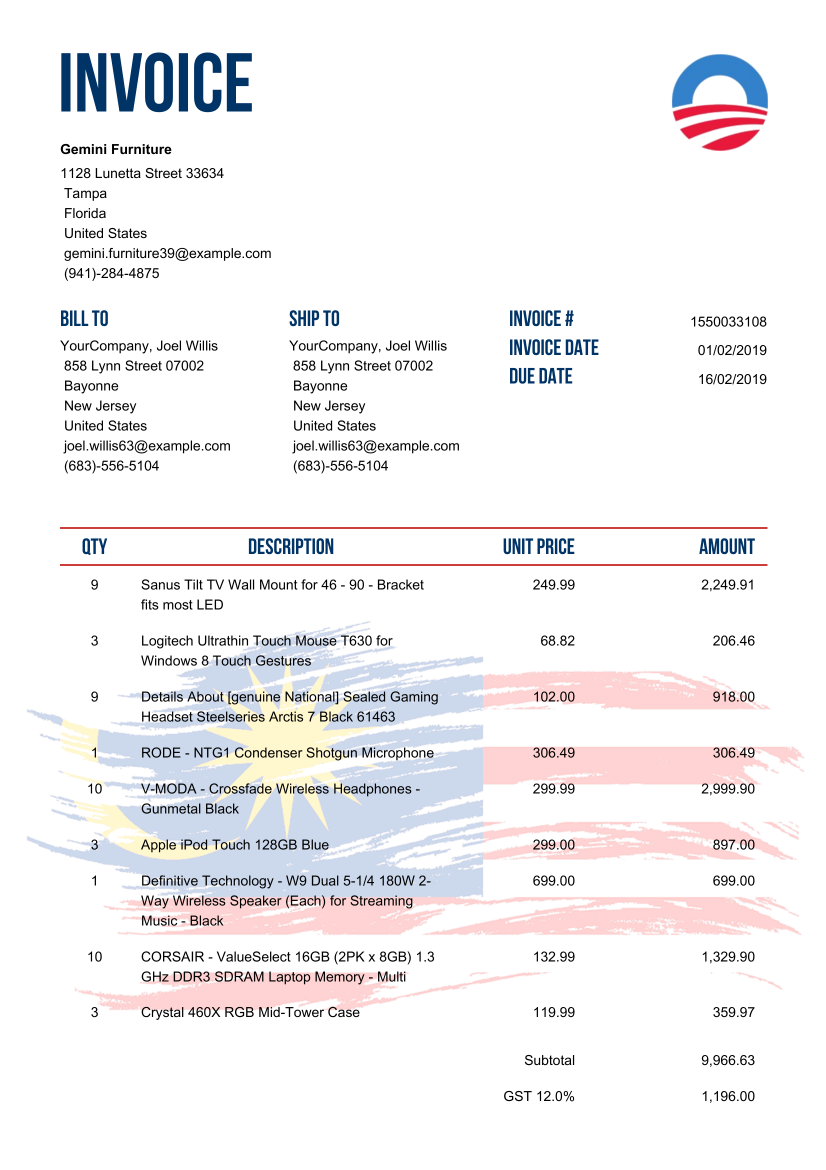 INVOICE
Gemini Furniture
1128 Lunetta Street 33634
Tampa
Florida
United States
gemini.furniture39@example.com
(941)-284-4875
BILL TO
YourCompany, Joel Willis
858 Lynn Street 07002
Bayonne
New Jersey
United States
joel.willis63@example.com
(683)-556-5104
SHIP TO
YourCompany, Joel Willis
858 Lynn Street 07002
Bayonne
New Jersey
United States
joel.willis63@example.com
(683)-556-5104
INVOICE # 1550033108
INVOICE DATE 01/02/2019
DUE DATE 16/02/2019
QTY DESCRIPTION UNIT PRICE AMOUNT
9 Sanus Tilt TV Wall Mount for 46 - 90 - Bracket 249.99 2,249.91
fits most LED
3 Logitech Ultrathin Touch Mouse T630 for 68.82 206.46
Windows 8 Touch Gestures
9 Details About [genuine National] Sealed Gaming 102.00 918.00
Headset Steelseries Arctis 7 Black 61463
1 RODE - NTG1 Condenser Shotgun Microphone 306.49 306.49
10 V-MODA - Crossfade Wireless Headphones - 299.99 2,999.90
Gunmetal Black
3 Apple iPod Touch 128GB Blue 299.00 897.00
1 Definitive Technology - W9 Dual 5-1/4 180W 2- 699.00 699.00
Way Wireless Speaker (Each) for Streaming
Music - Black
10 CORSAIR - ValueSelect 16GB (2PK x 8GB) 1.3 132.99 1,329.90
GHz DDR3 SDRAM Laptop Memory - Multi
3 Crystal 460X RGB Mid-Tower Case 119.99 359.97
Subtotal 9,966.63
GST 12.0% 1,196.00